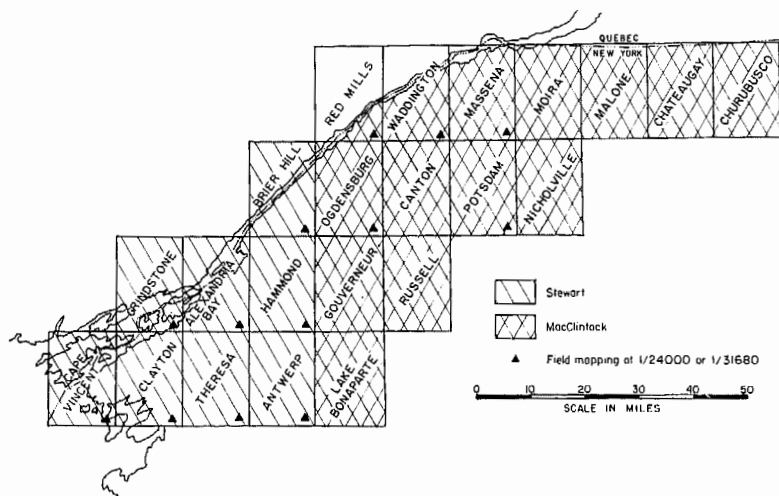 QUEBEC
NEW YORK
RED MILLS
WADDINGTON
MASSENA
MOIRA
MALONE
CHATEAUGAY
CHURUBUSCO
BRIER HILL
OGDENSBURG
CANTON
POTSDAM
NICHOLVILLE
GRINDSTONE
ALEXANDRIA
BAY
HAMMOND
GOUVERNEUR
RUSSELL
CAPE
VINCENT
CLAYTON
THERESA
ANTWERP
LAKE
BONAPARTE
Stewart
MacClintock
Field mapping at 1/24000 or 1/31680
0 10 20 30 40 50
SCALE IN MILES